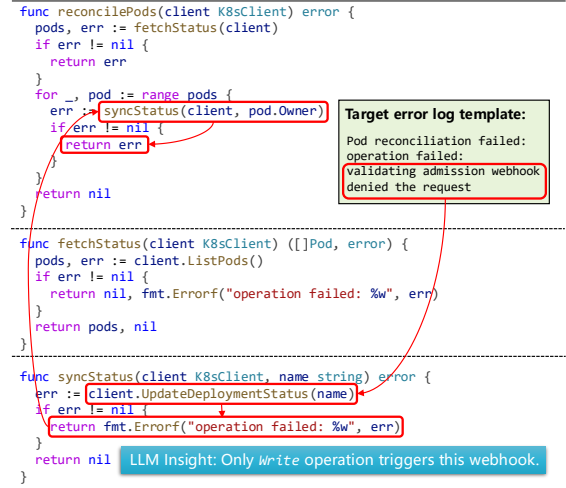 func reconcilePods(client K8sClient) error {
pods, err := fetchStatus(client)
if err != nil {
return err
}
for _, pod := range pods {
err := syncStatus(client, pod.Owner)
if err != nil {
return err
}
}
return nil
}
Target error log template:
Pod reconciliation failed:
operation failed:
validating admission webhook
denied the request
func fetchStatus(client K8sClient) ([]Pod, error) {
pods, err := client.ListPods()
if err != nil {
return nil, fmt.Errorf("operation failed: %w", err)
}
return pods, nil
}
func syncStatus(client K8sClient, name string) error {
err := client.UpdateDeploymentStatus(name)
if err != nil {
return fmt.Errorf("operation failed: %w", err)
}
return nil
}
LLM Insight: Only Write operation triggers this webhook.